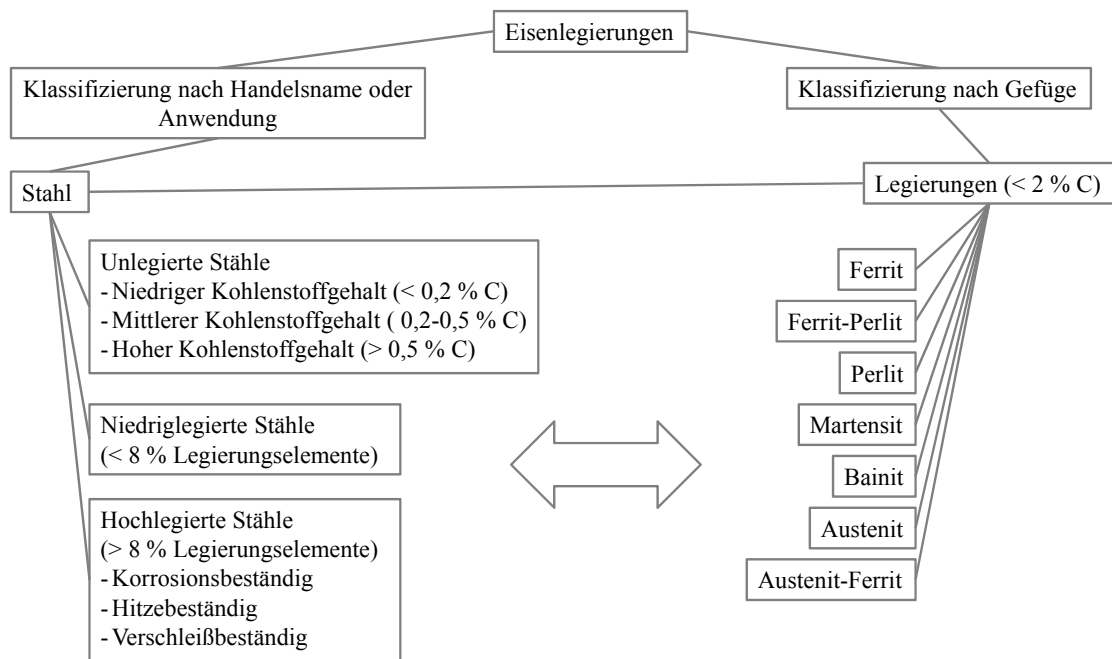 Eisenlegierungen
Klassifizierung nach Handelsname oder
Anwendung
Klassifizierung nach Gefüge
Stahl
Legierungen (< 2 % C)
Unlegierte Stähle
- Niedriger Kohlenstoffgehalt (< 0,2 % C)
- Mittlerer Kohlenstoffgehalt ( 0,2-0,5 % C)
- Hoher Kohlenstoffgehalt (> 0,5 % C)
Niedriglegierte Stähle
(< 8 % Legierungselemente)
Hochlegierte Stähle
(> 8 % Legierungselemente)
- Korrosionsbeständig
- Hitzebeständig
- Verschleißbeständig
Ferrit
Ferrit-Perlit
Perlit
Martensit
Bainit
Austenit
Austenit-Ferrit